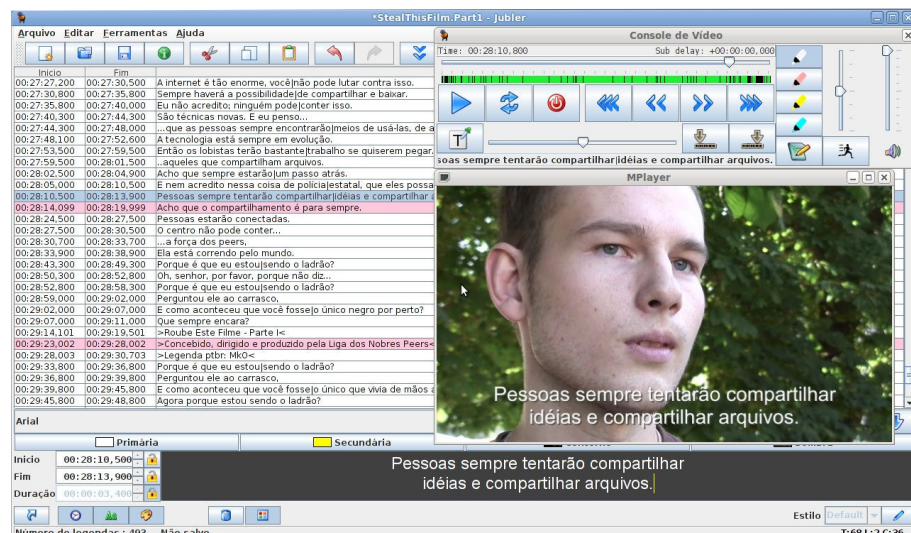 *StealThisFilm.Part1 - Jubler
Arquivo Editar Ferramentas Ajuda
Console de Vídeo
Time: 00:28:10,800 Sub delay: +00:00:00,000
Inicio Fim
00:27:27,200 00:27:30,500 A internet é tão enorme, você|não pode lutar contra isso.
00:27:30,800 00:27:35,800 Sempre haverá a possibilidade|de compartilhar e baixar.
00:27:35,800 00:27:40,000 Eu não acredito; ninguém pode|conter isso.
00:27:40,300 00:27:44,300 São técnicas novas. E eu penso...
00:27:44,300 00:27:48,000 ...que as pessoas sempre encontrarão|meios de usá-las, de a
00:27:48,100 00:27:52,600 A tecnologia está sempre em evolução.
00:27:53,500 00:27:59,500 Então os lobistas terão bastante|trabalho se quiserem pegar.
00:27:59,500 00:28:01,500 ..aqueles que compartilham arquivos.
00:28:02,500 00:28:04,900 Acho que sempre estarão|um passo atrás.
00:28:05,000 00:28:10,500 E nem acredito nessa coisa de polícia|estatal, que eles possa
00:28:10,500 00:28:13,900 Pessoas sempre tentarão compartilhar|idéias e compartilhar a
00:28:14,099 00:28:19,999 Acho que o compartilhamento é para sempre.
00:28:24,500 00:28:27,500 Pessoas estarão conectadas.
00:28:27,500 00:28:30,500 O centro não pode conter...
00:28:30,700 00:28:33,700 ...a força dos peers,
00:28:33,900 00:28:38,900 Ela está correndo pelo mundo.
00:28:43,300 00:28:49,300 Porque é que eu estou|sendo o ladrão?
00:28:50,300 00:28:52,800 Oh, senhor, por favor, porque não diz...
00:28:52,800 00:28:58,300 Porque é que eu estou|sendo o ladrão?
00:28:59,000 00:29:02,000 Perguntou ele ao carrasco,
00:29:02,000 00:29:07,000 E como aconteceu que você fosse|o único negro por perto?
00:29:07,000 00:29:11,000 Que sempre encara?
00:29:14,101 00:29:19,501 >Roube Este Filme - Parte I<
00:29:23,002 00:29:28,002 >Concebido, dirigido e produzido pela Liga dos Nobres Peers<
00:29:28,003 00:29:30,703 >Legenda ptbr: Mk0<
00:29:33,800 00:29:36,800 Porque é que eu estou|sendo o ladrão?
00:29:36,800 00:29:39,800 Perguntou ele ao carrasco,
00:29:39,800 00:29:45,800 E como aconteceu que você fosse|o único que vivia de mãos a
00:29:45,800 00:29:48,800 Agora porque estou sendo o ladrão?
T
soas sempre tentarão compartilhar|idéias e compartilhar arquivos.
MPlayer
Pessoas sempre tentarão compartilhar
idéias e compartilhar arquivos.
Arial
Primária Secundária
Inicio 00:28:10,500
Fim 00:28:13,900
Duração 00:00:03,400
Pessoas sempre tentarão compartilhar
idéias e compartilhar arquivos.
Estilo Default
Número de legendas : 493 Não salvo T:68 L:2 C:36